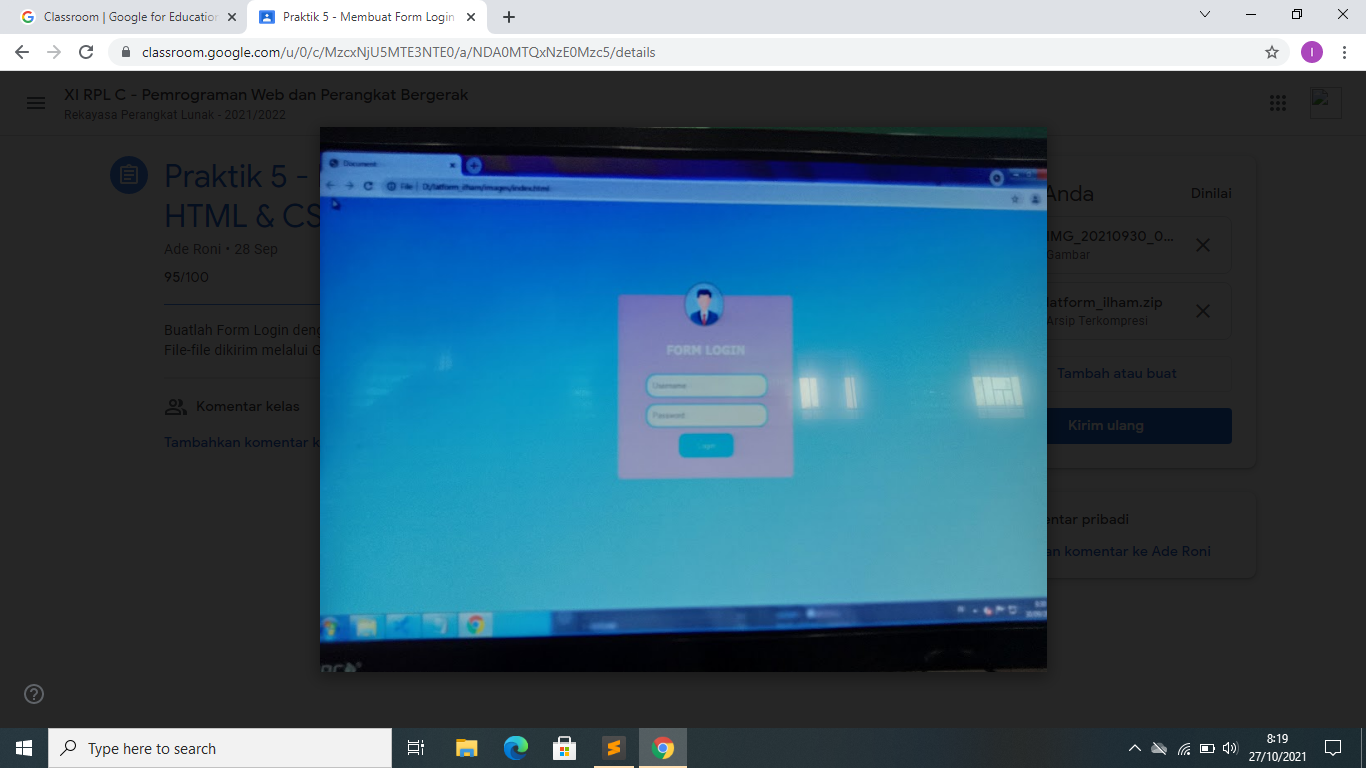 Classroom | Google for Education
Praktik 5 - Membuat Form Login
classroom.google.com/u/0/c/MzcxNjU5MTE3NTE0/a/NDA0MTQxNzE0Mzc5/details
I
XI RPL C - Pemrograman Web dan Perangkat Bergerak
Rekayasa Perangkat Lunak - 2021/2022
Praktik 5 -
HTML & CS
Ade Roni • 28 Sep
95/100
Buatlah Form Login deng
File-file dikirim melalui G
Komentar kelas
Tambahkan komentar k
Document
File
D:/latform_ilham/images/index.html
FORM LOGIN
Username
Password
Anda
Dinilai
IMG_20210930_0...
Gambar
latform_ilham.zip
Arsip Terkompresi
Tambah atau buat
Kirim ulang
ntar pribadi
an komentar ke Ade Roni
Type here to search
8:19
27/10/2021